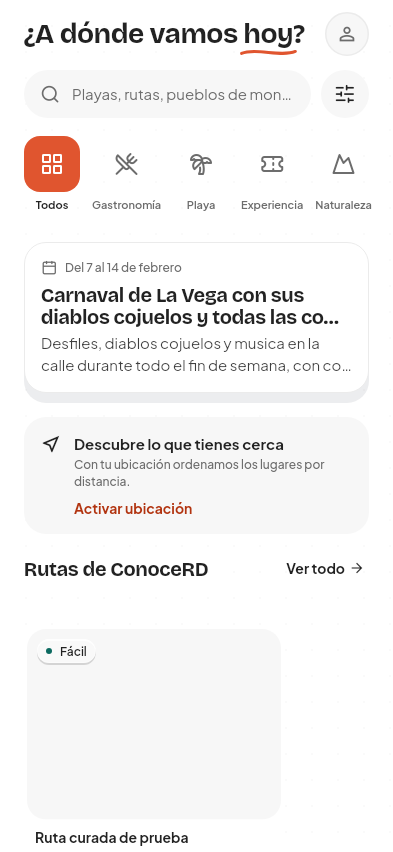 ¿A dónde vamos hoy?
Playas, rutas, pueblos de mon...
Todos
Gastronomía
Playa
Experiencia
Naturaleza
Del 7 al 14 de febrero
Carnaval de La Vega con sus
diablos cojuelos y todas las co...
Desfiles, diablos cojuelos y musica en la
calle durante todo el fin de semana, con co...
Descubre lo que tienes cerca
Con tu ubicación ordenamos los lugares por
distancia.
Activar ubicación
Rutas de ConoceRD
Ver todo
Fácil
Ruta curada de prueba